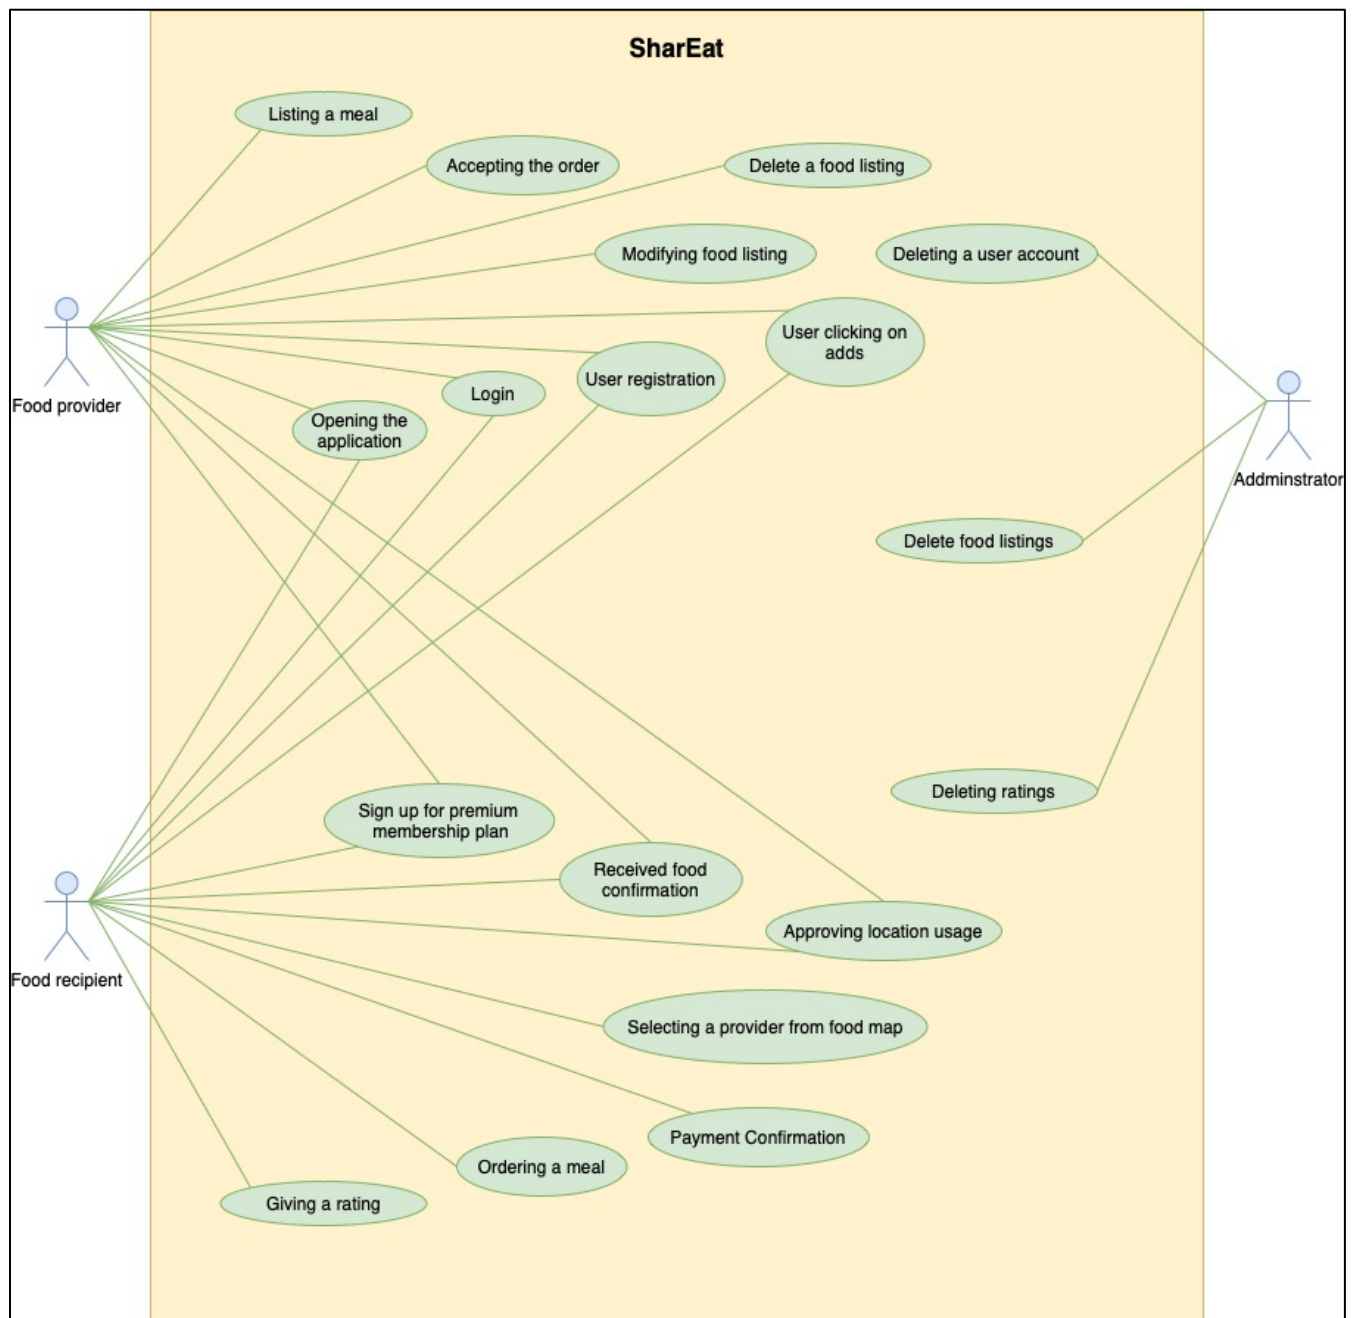 SharEat
Listing a meal
Accepting the order
Delete a food listing
Modifying food listing
Deleting a user account
User clicking on
adds
User registration
Login
Opening the
application
Food provider
Addminstrator
Delete food listings
Deleting ratings
Sign up for premium
membership plan
Received food
confirmation
Approving location usage
Food recipient
Selecting a provider from food map
Payment Confirmation
Ordering a meal
Giving a rating